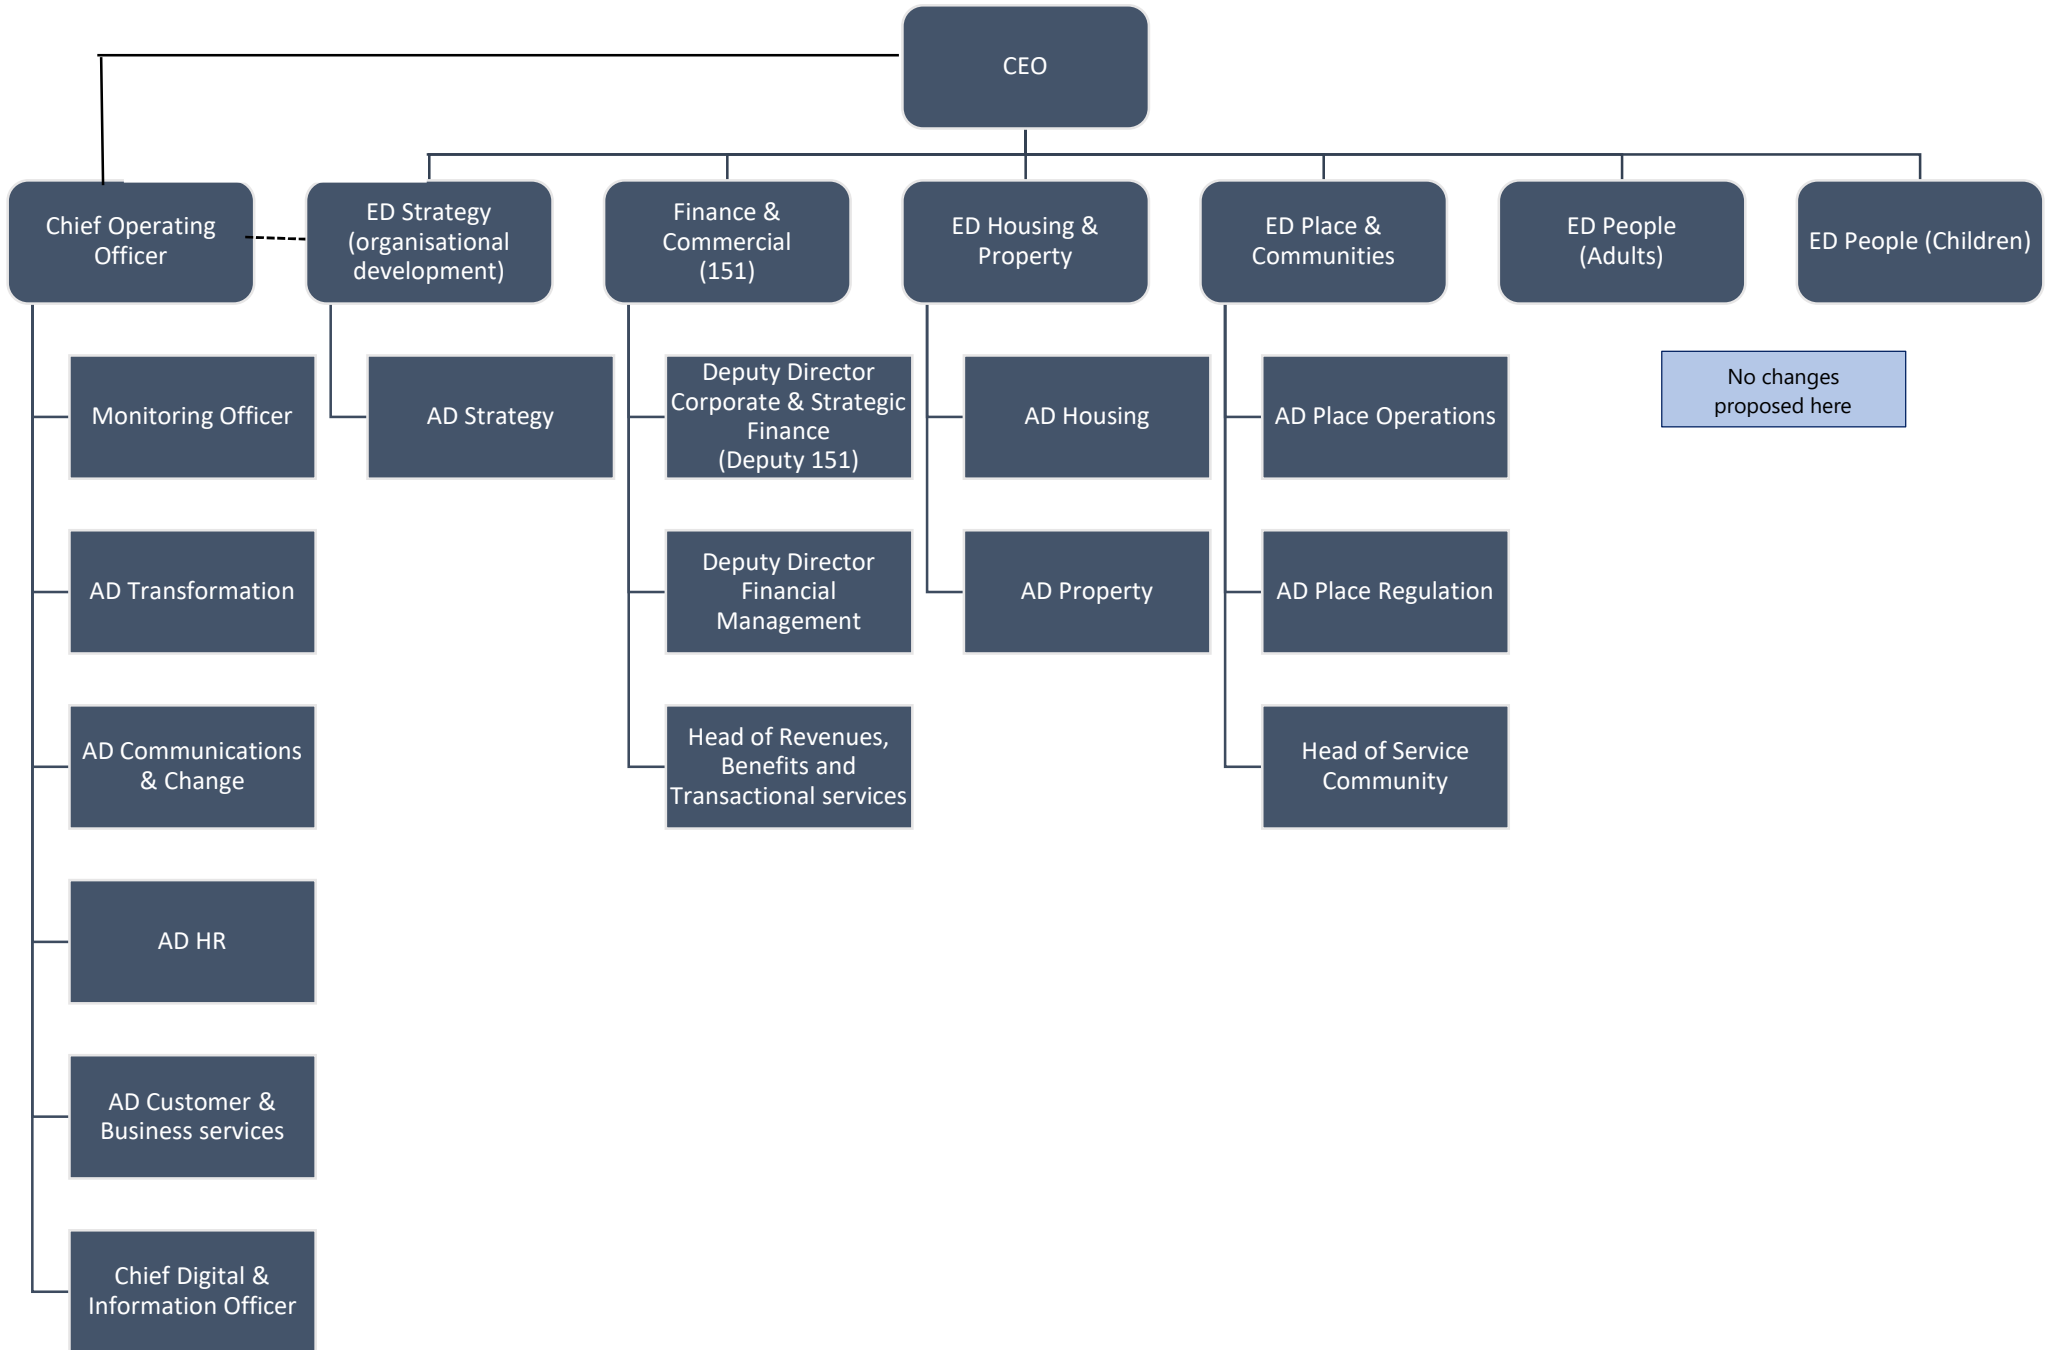 CEO
Chief Operating
Officer
ED Strategy
(organisational
development)
Finance &
Commercial
(151)
ED Housing &
Property
ED Place &
Communities
ED People
(Adults)
ED People (Children)
Monitoring Officer
AD Strategy
Deputy Director
Corporate & Strategic
Finance
(Deputy 151)
AD Housing
AD Place Operations
No changes
proposed here
AD Transformation
Deputy Director
Financial
Management
AD Property
AD Place Regulation
AD Communications
& Change
Head of Revenues,
Benefits and
Transactional services
Head of Service
Community
AD HR
AD Customer &
Business services
Chief Digital &
Information Officer